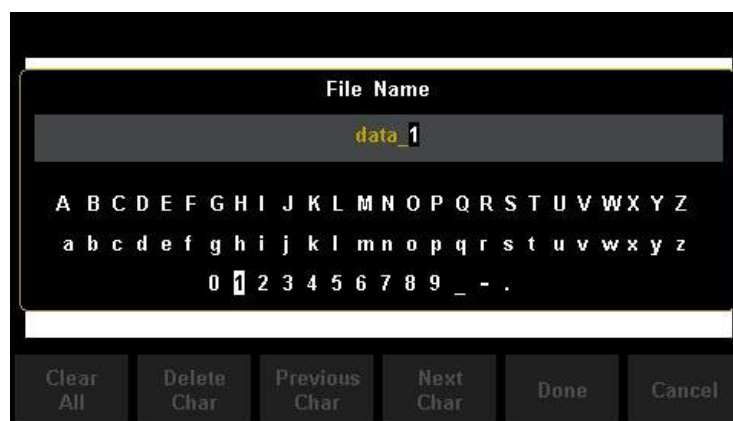 File Name
data_1
A B C D E F G H I J K L M N O P Q R S T U V W X Y Z
a b c d e f g h i j k l m n o p q r s t u v w x y z
0 1 2 3 4 5 6 7 8 9 _ - .
Clear All
Delete Char
Previous Char
Next Char
Done
Cancel